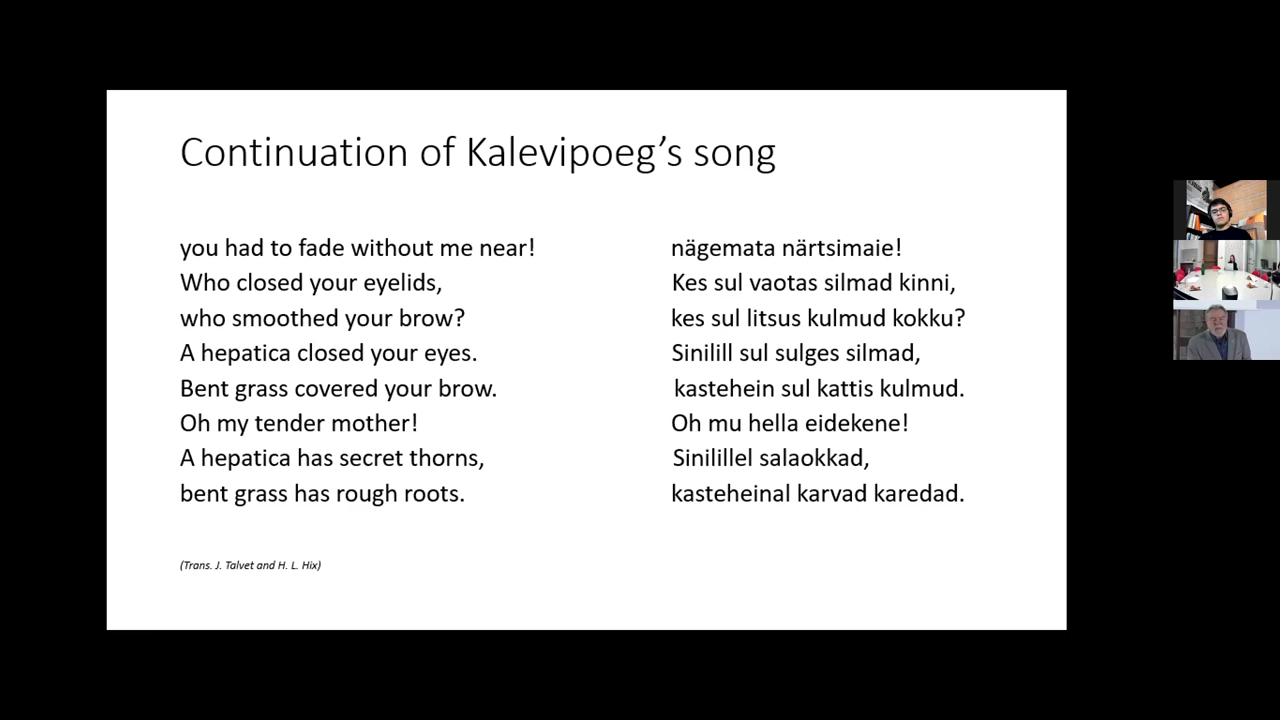 Continuation of Kalevipoeg’s song
you had to fade without me near!
Who closed your eyelids,
who smoothed your brow?
A hepatica closed your eyes.
Bent grass covered your brow.
Oh my tender mother!
A hepatica has secret thorns,
bent grass has rough roots.
(Trans. J. Talvet and H. L. Hix)
nägemata närtsimaie!
Kes sul vaotas silmad kinni,
kes sul litsus kulmud kokku?
Sinilill sul sulges silmad,
kastehein sul kattis kulmud.
Oh mu hella eidekene!
Sinilillel salaokkad,
kasteheinal karvad karedad.